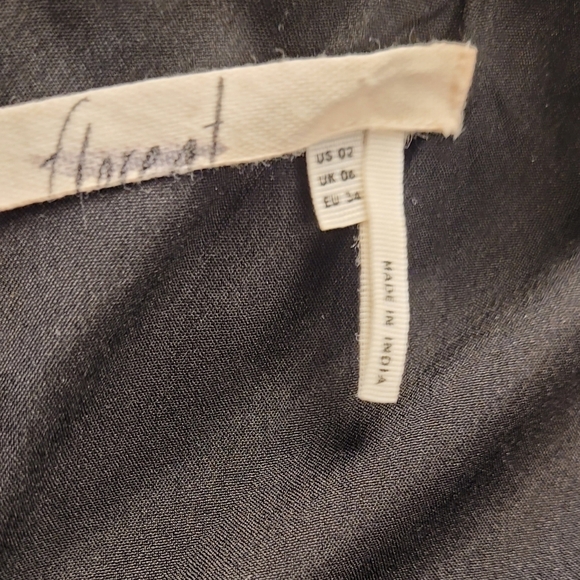 floreat
US 02
UK 06
EU 34
MADE IN INDIA